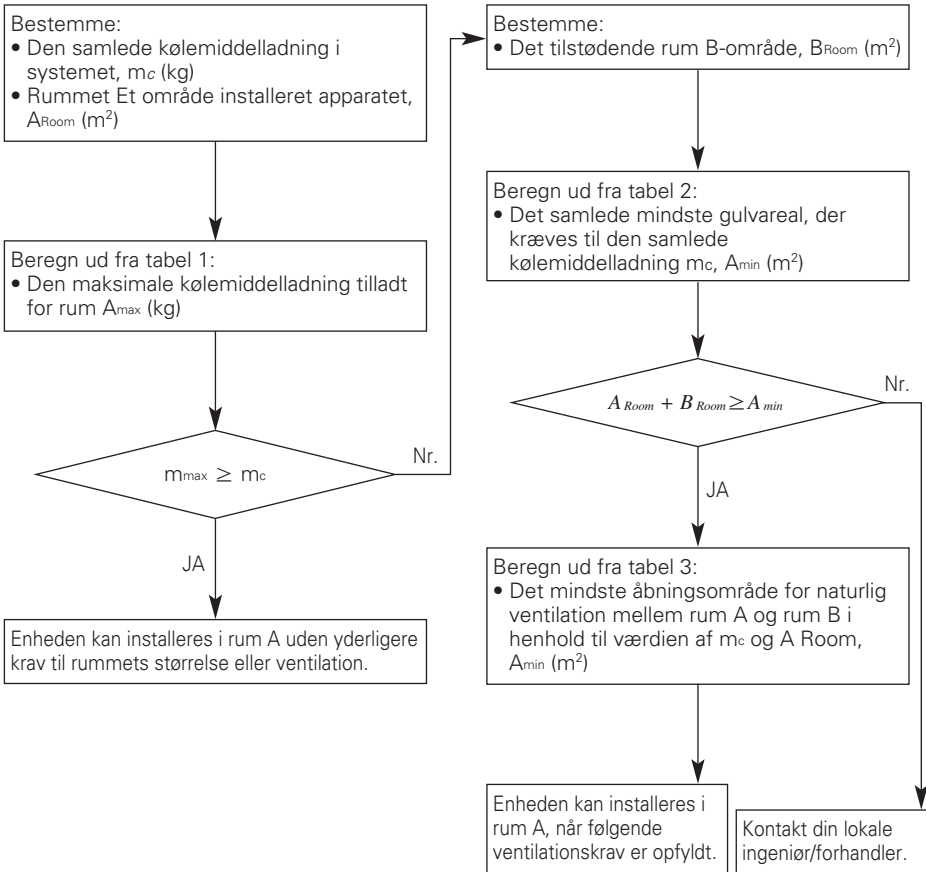 Bestemme:
• Den samlede kølemiddelladning i
systemet, mc (kg)
• Rummet Et område installeret apparatet,
ARoom (m²)
Beregn ud fra tabel 1:
• Den maksimale kølemiddelladning tilladt
for rum Amax (kg)
mmax ≥ mc
Nr.
JA
Enheden kan installeres i rum A uden yderligere
krav til rummets størrelse eller ventilation.
Bestemme:
• Det tilstødende rum B-område, BRoom (m²)
Beregn ud fra tabel 2:
• Det samlede mindste gulvareal, der
kræves til den samlede
kølemiddelladning mc, Amin (m²)
A Room + B Room ≥ A min
Nr.
JA
Beregn ud fra tabel 3:
• Det mindste åbningsområde for naturlig
ventilation mellem rum A og rum B i
henhold til værdien af mc og A Room,
Amin (m²)
Enheden kan installeres i
rum A, når følgende
ventilationskrav er opfyldt.
Kontakt din lokale
ingeniør/forhandler.